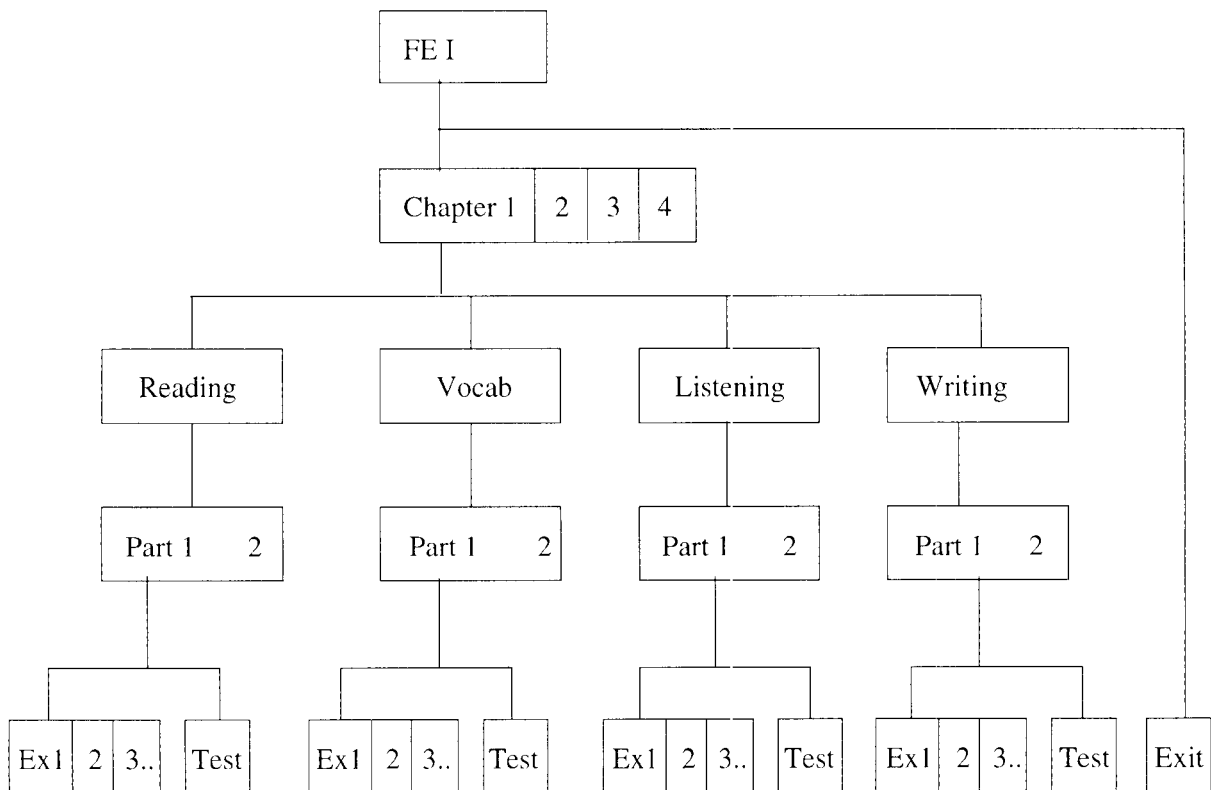 FE I
Chapter 1 2 3 4
Reading Vocab Listening Writing
Part 1 2 Part 1 2 Part 1 2 Part 1 2
Ex1 2 3.. Test Ex1 2 3.. Test Ex1 2 3.. Test Ex1 2 3.. Test Exit